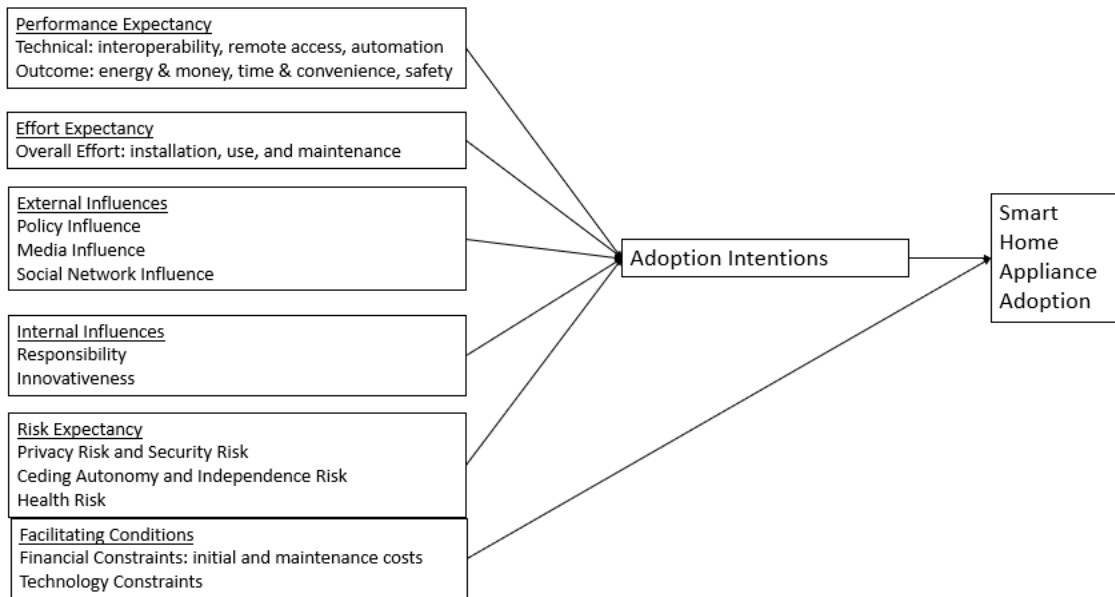 Performance Expectancy
Technical: interoperability, remote access, automation
Outcome: energy & money, time & convenience, safety
Effort Expectancy
Overall Effort: installation, use, and maintenance
External Influences
Policy Influence
Media Influence
Social Network Influence
Internal Influences
Responsibility
Innovativeness
Risk Expectancy
Privacy Risk and Security Risk
Ceding Autonomy and Independence Risk
Health Risk
Facilitating Conditions
Financial Constraints: initial and maintenance costs
Technology Constraints
Adoption Intentions
Smart
Home
Appliance
Adoption